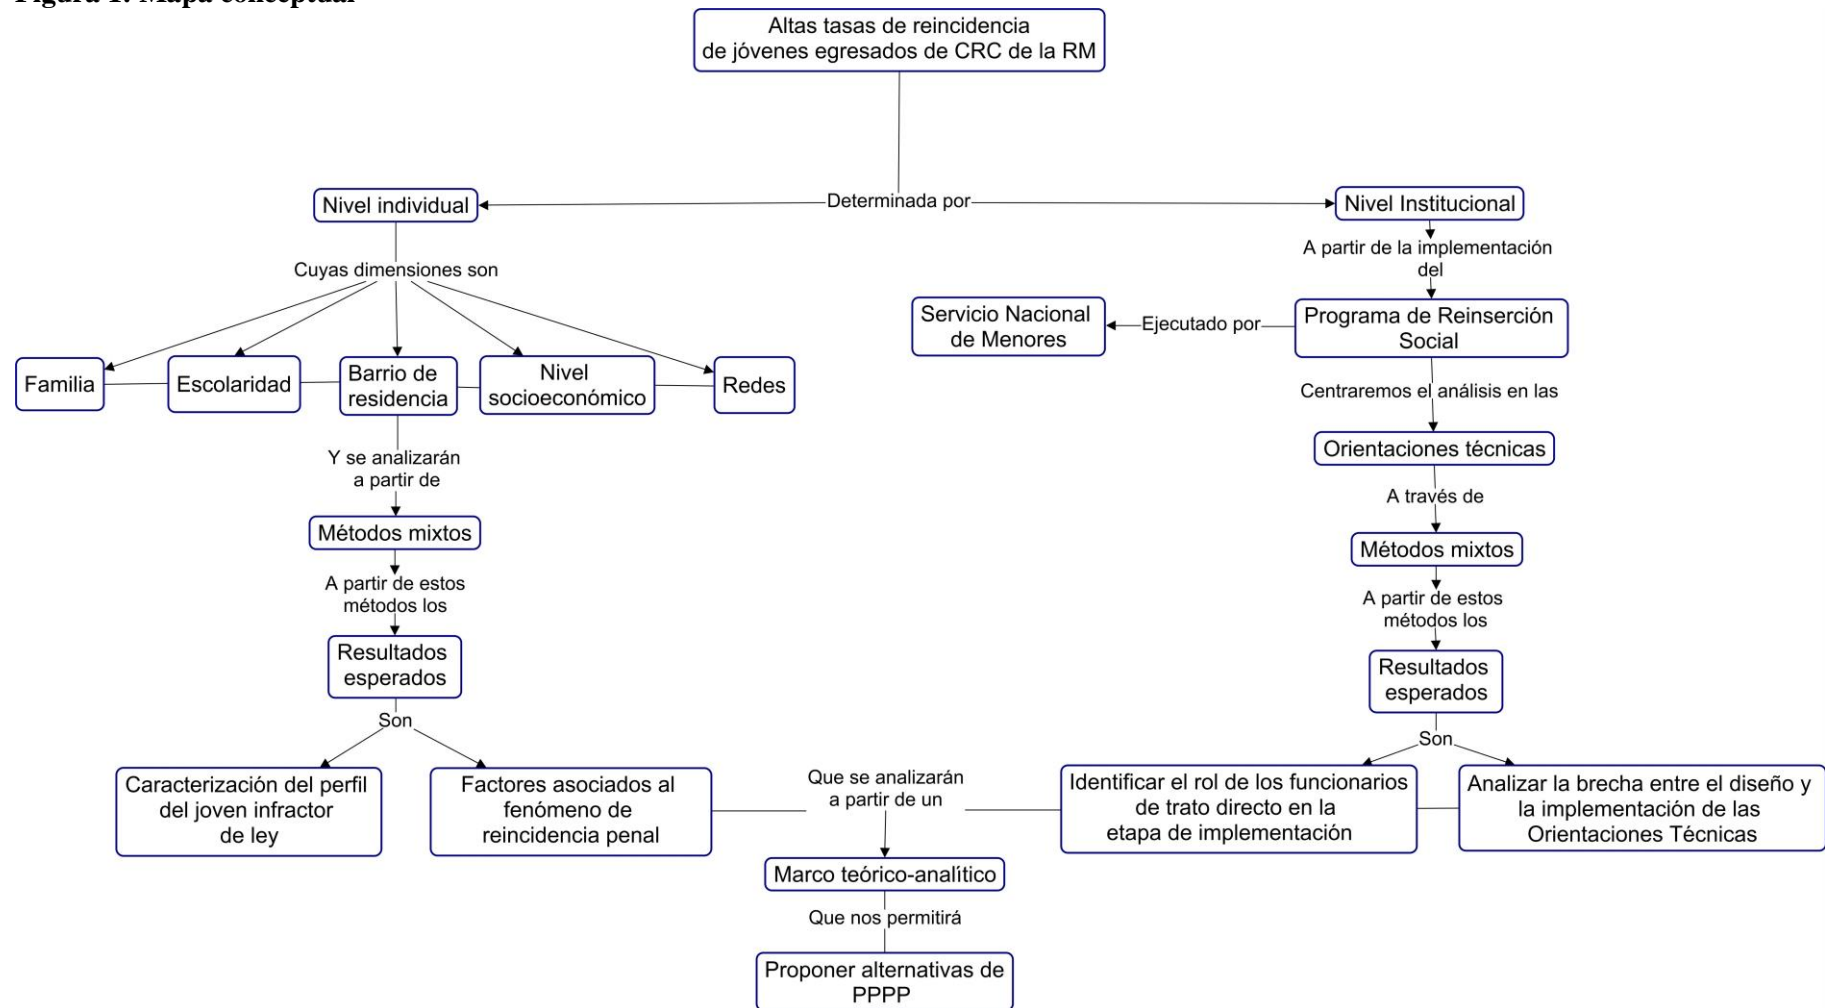 Figura 1. Mapa conceptual
Altas tasas de reincidencia
de jóvenes egresados de CRC de la RM
Determinada por
Nivel individual
Nivel Institucional
Cuyas dimensiones son
A partir de la implementación
del
Familia
Escolaridad
Barrio de
residencia
Nivel
socioeconómico
Redes
Servicio Nacional
de Menores
Ejecutado por
Programa de Reinserción
Social
Centraremos el análisis en las
Orientaciones técnicas
Y se analizarán
a partir de
A través de
Métodos mixtos
Métodos mixtos
A partir de estos
métodos los
A partir de estos
métodos los
Resultados
esperados
Resultados
esperados
Son
Son
Caracterización del perfil
del joven infractor
de ley
Factores asociados al
fenómeno de
reincidencia penal
Que se analizarán
a partir de un
Identificar el rol de los funcionarios
de trato directo en la
etapa de implementación
Analizar la brecha entre el diseño y
la implementación de las
Orientaciones Técnicas
Marco teórico-analítico
Que nos permitirá
Proponer alternativas de
PPPP